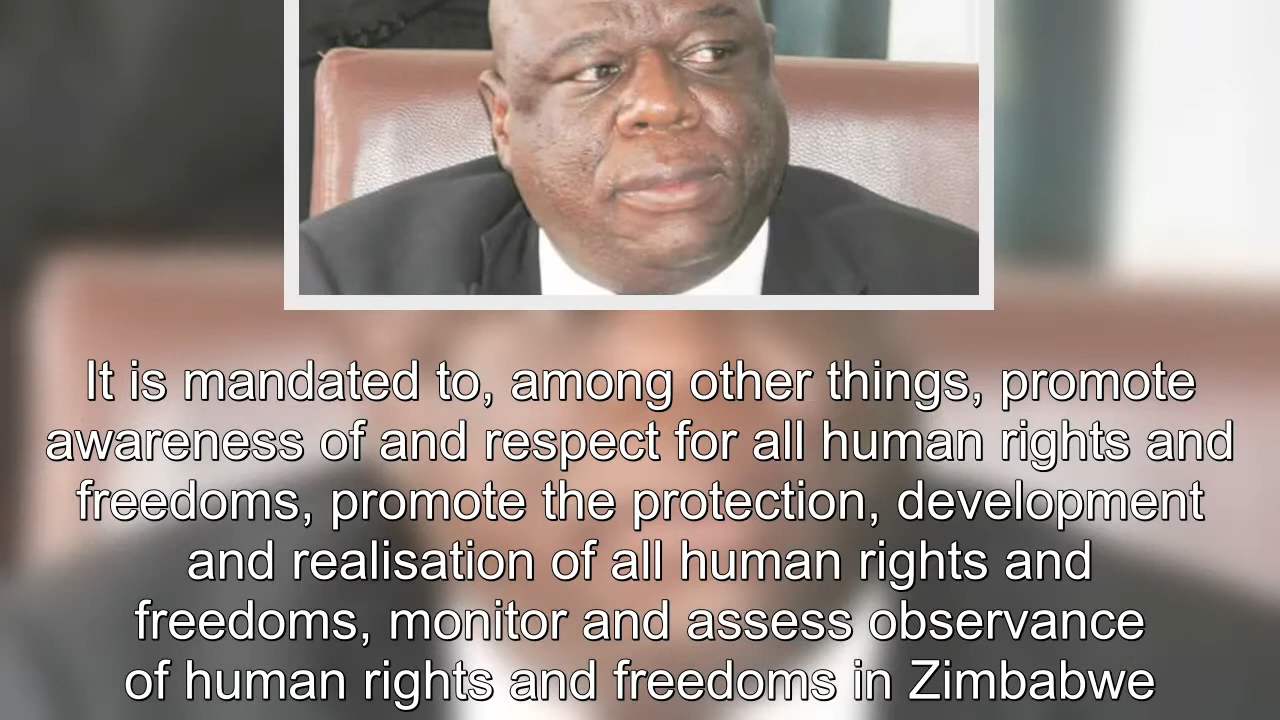 It is mandated to, among other things, promote
awareness of and respect for all human rights and
freedoms, promote the protection, development
and realisation of all human rights and
freedoms, monitor and assess observance
of human rights and freedoms in Zimbabwe